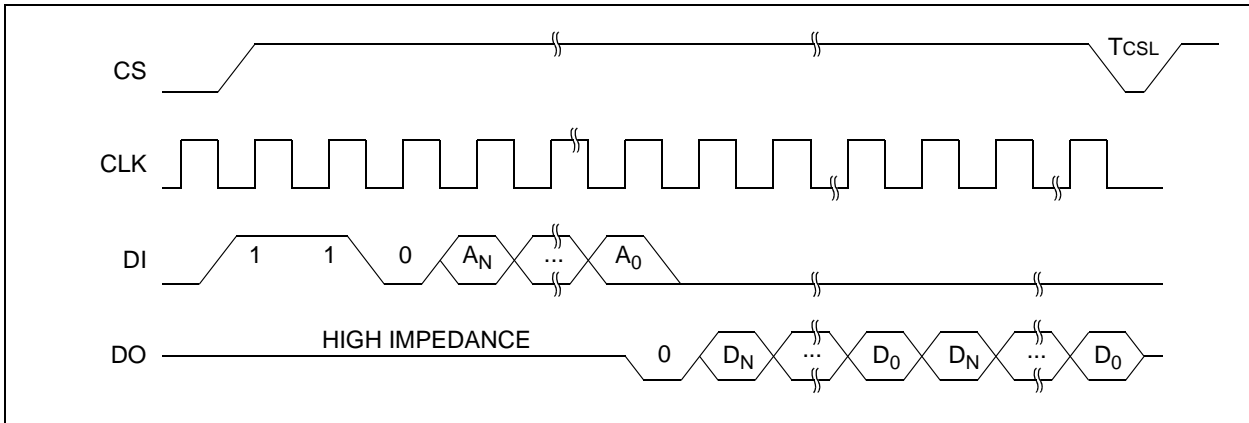 CS TCSL
CLK
DI 1 1 0 AN ... A0
HIGH IMPEDANCE
DO 0 DN ... D0 DN ... D0